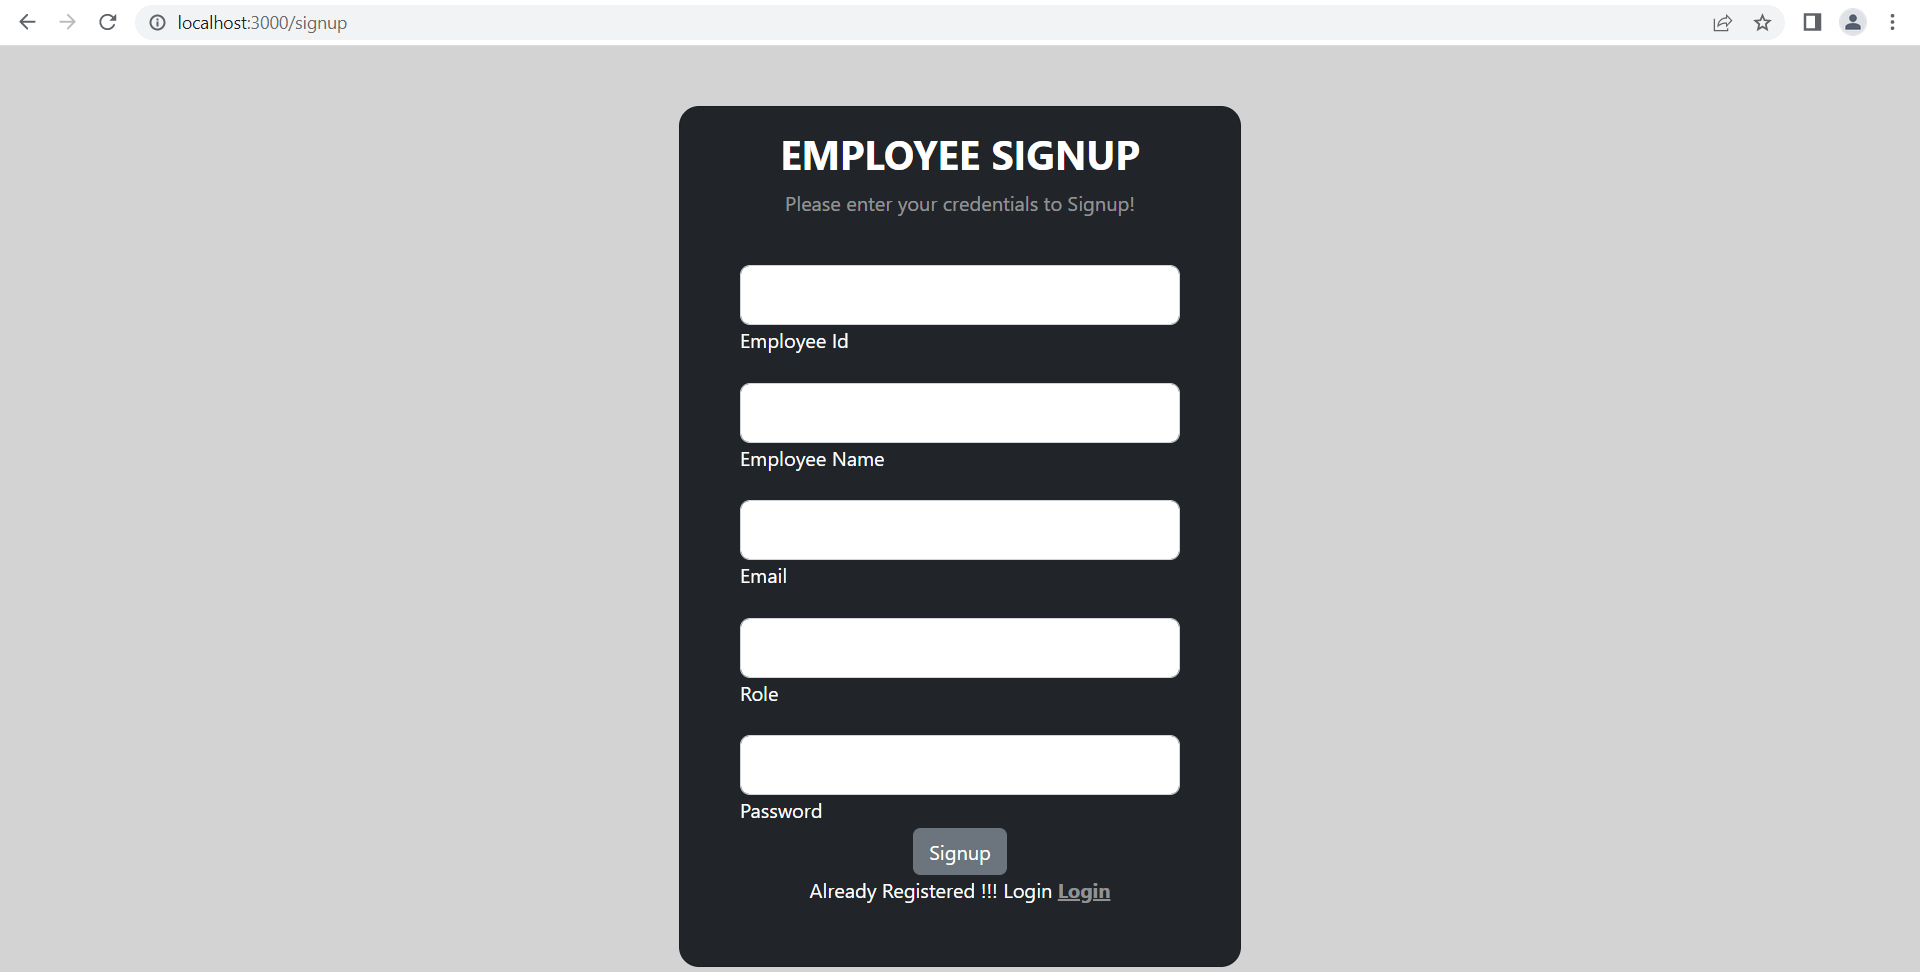 localhost:3000/signup
EMPLOYEE SIGNUP
Please enter your credentials to Signup!
Employee Id
Employee Name
Email
Role
Password
Signup
Already Registered !!! Login Login